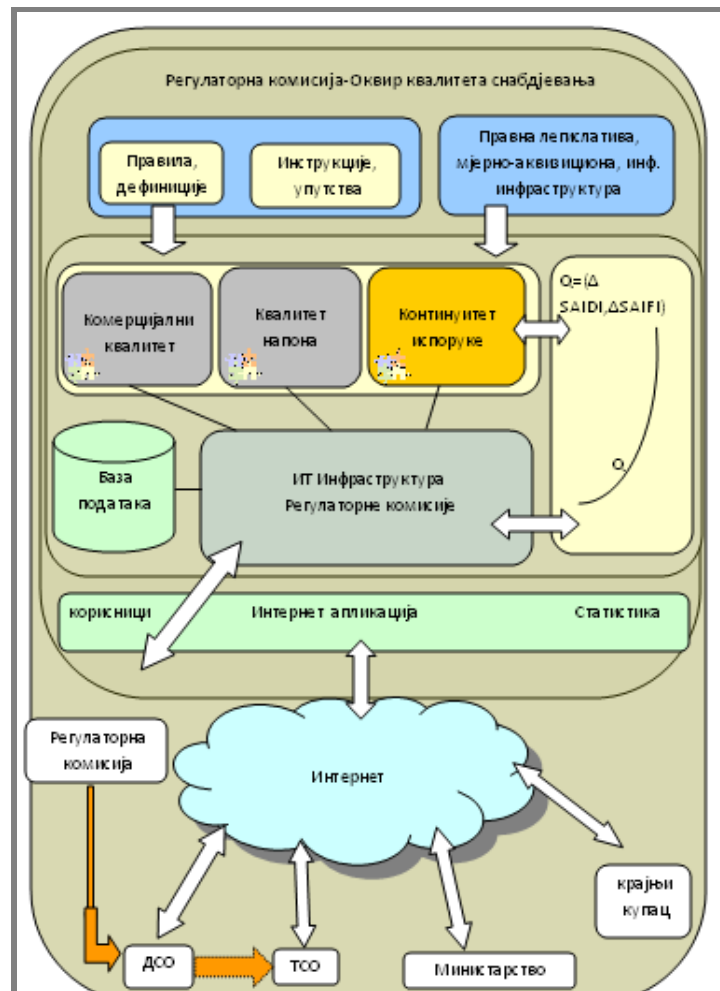 Регулаторна комисија-Оквир квалитета снабдјевања
Правила,
дефиниције
Инструкције,
упутства
Правна легислатива,
мјерно-аквизициона, инф.
инфраструктура
Комерцијални
квалитет
Квалитет
напона
Континуитет
испоруке
Q=(Δ
SAIDI,ΔSAIFI)
Q
База
података
ИТ Инфраструктура
Регулаторне комисије
корисници
Интернет апликација
Статистика
Регулаторна
комисија
Интернет
крајњи
купац
ДСО
ТСО
Министарство